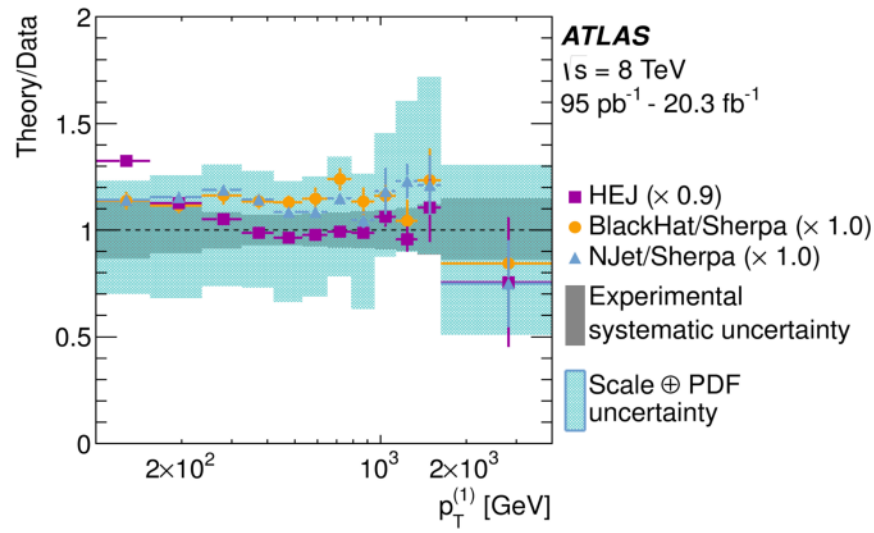 Theory/Data
2
1.5
1
0.5
0
2×10²
10³
2×10³
p_T^(1) [GeV]
ATLAS
√s = 8 TeV
95 pb⁻¹ - 20.3 fb⁻¹
HEJ (× 0.9)
BlackHat/Sherpa (× 1.0)
NJet/Sherpa (× 1.0)
Experimental
systematic uncertainty
Scale ⊕ PDF
uncertainty